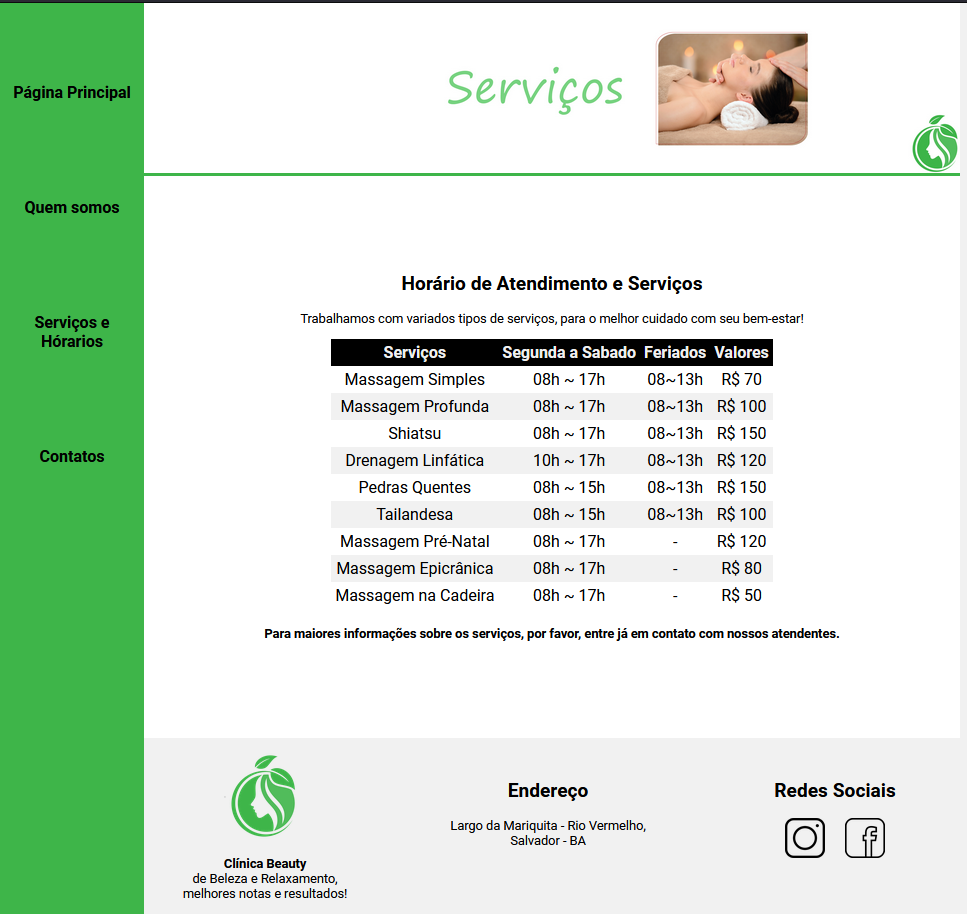 Página Principal
Quem somos
Serviços e
Hórarios
Contatos
Serviços
Horário de Atendimento e Serviços
Trabalhamos com variados tipos de serviços, para o melhor cuidado com seu bem-estar!
Serviços Segunda a Sabado Feriados Valores
Massagem Simples 08h ~ 17h 08~13h R$ 70
Massagem Profunda 08h ~ 17h 08~13h R$ 100
Shiatsu 08h ~ 17h 08~13h R$ 150
Drenagem Linfática 10h ~ 17h 08~13h R$ 120
Pedras Quentes 08h ~ 15h 08~13h R$ 150
Tailandesa 08h ~ 15h 08~13h R$ 100
Massagem Pré-Natal 08h ~ 17h - R$ 120
Massagem Epicrânica 08h ~ 17h - R$ 80
Massagem na Cadeira 08h ~ 17h - R$ 50
Para maiores informações sobre os serviços, por favor, entre já em contato com nossos atendentes.
Clínica Beauty
de Beleza e Relaxamento,
melhores notas e resultados!
Endereço
Largo da Mariquita - Rio Vermelho,
Salvador - BA
Redes Sociais